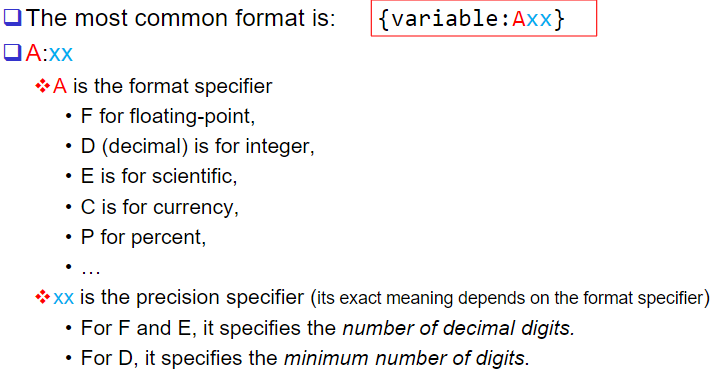 ❑The most common format is: {variable:Axx}
❑A:xx
❖A is the format specifier
• F for floating-point,
• D (decimal) is for integer,
• E is for scientific,
• C is for currency,
• P for percent,
• …
❖xx is the precision specifier (its exact meaning depends on the format specifier)
• For F and E, it specifies the number of decimal digits.
• For D, it specifies the minimum number of digits.